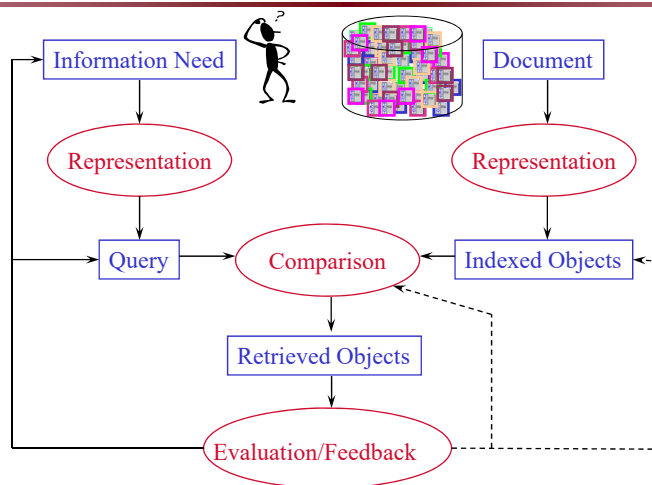 ?
Information Need
Document
Representation
Representation
Query
Comparison
Indexed Objects
Retrieved Objects
Evaluation/Feedback